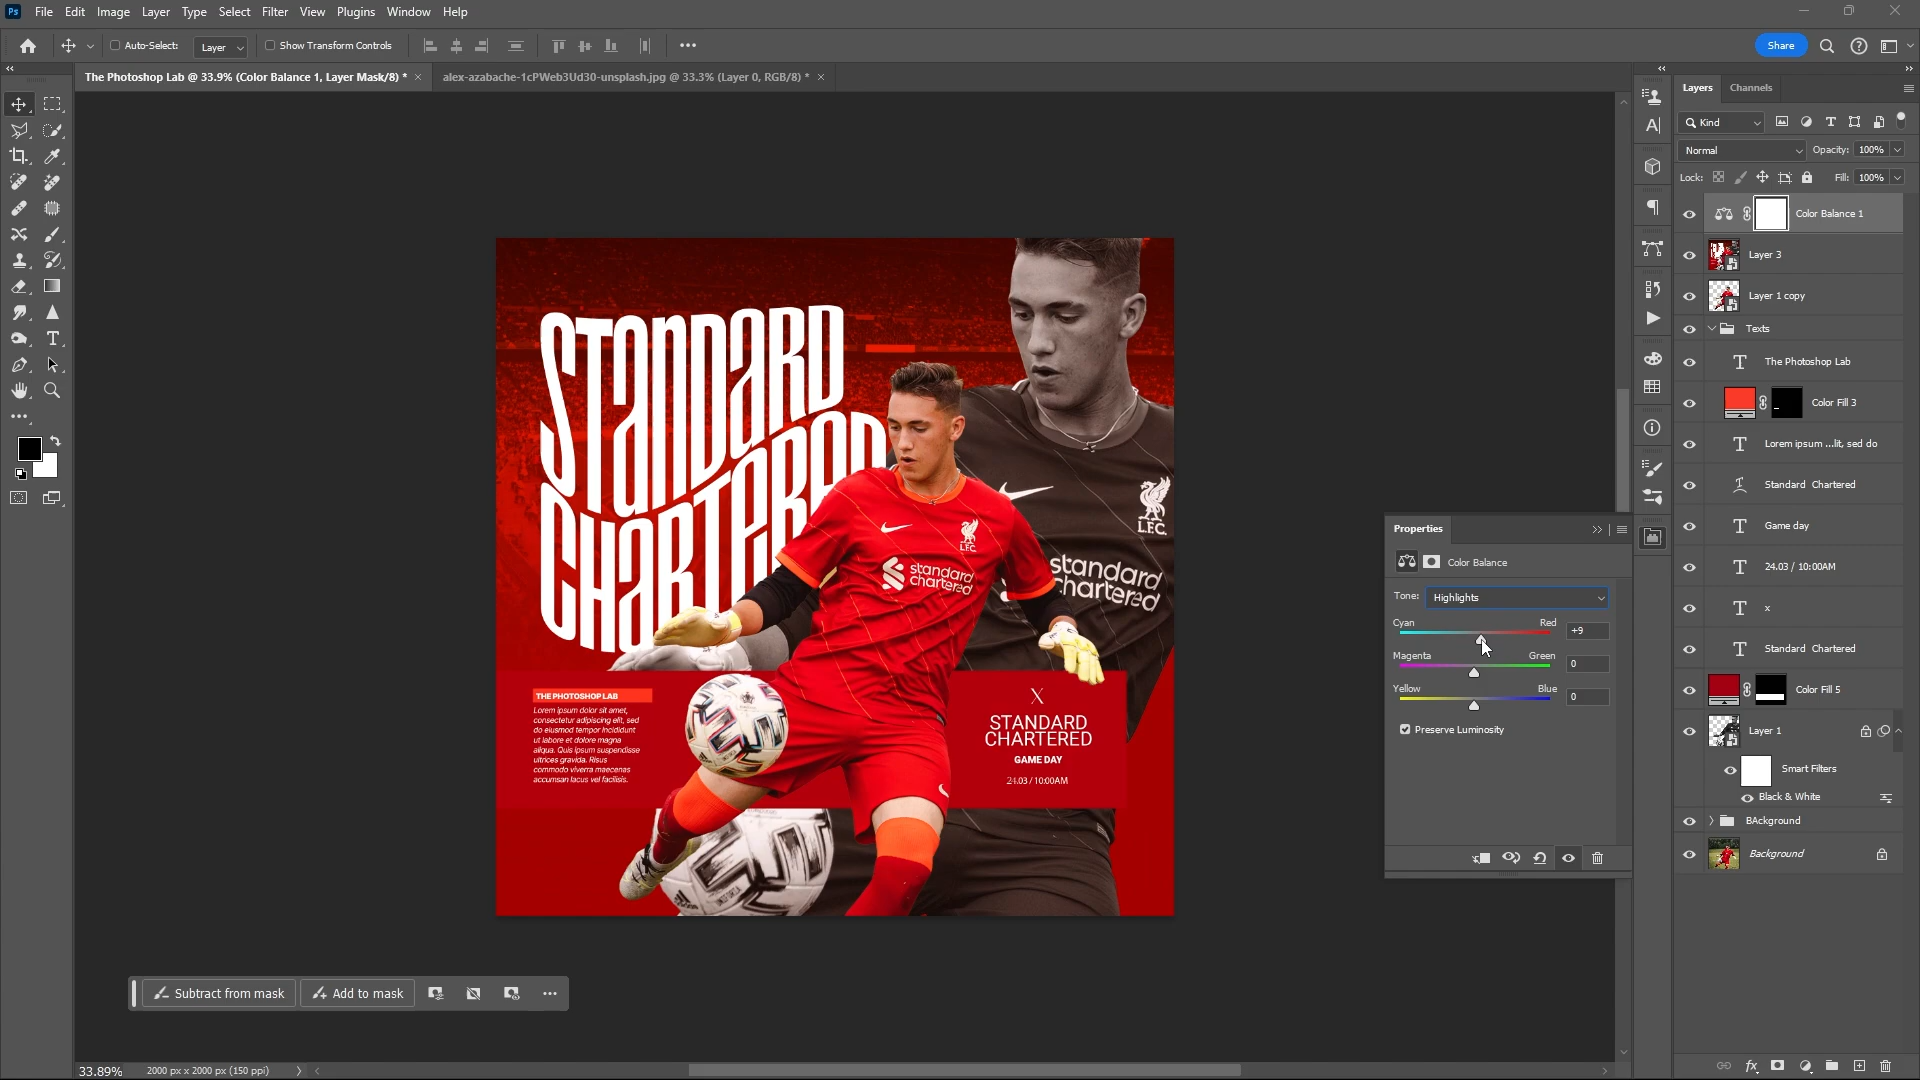 Ps File Edit Image Layer Type Select Filter View Plugins Window Help
Auto-Select: Layer Show Transform Controls Share
The Photoshop Lab @ 33.9% (Color Balance 1, Layer Mask/8) *
alex-azabache-1cPWeb3Ud30-unsplash.jpg @ 33.3% (Layer 0, RGB/8) *
Layers Channels
Kind
Normal Opacity: 100%
Lock: Fill: 100%
Color Balance 1
Layer 3
Layer 1 copy
Texts
The Photoshop Lab
Color Fill 3
Lorem ipsum ...lit, sed do
Standard Chartered
Game day
24.03 / 10:00AM
x
Standard Chartered
Color Fill 5
Layer 1
Smart Filters
Black & White
BAckground
Background
Properties
Color Balance
Tone: Highlights
Cyan Red +9
Magenta Green 0
Yellow Blue 0
Preserve Luminosity
STANDARD
CHARTERED
L.F.C.
standard
chartered
L.F.C.
standard
chartered
THE PHOTOSHOP LAB
Lorem ipsum dolor sit amet,
consectetur adipiscing elit, sed
do eiusmod tempor incididunt
ut labore et dolore magna
aliqua. Quis ipsum suspendisse
ultrices gravida. Risus
commodo viverra maecenas
accumsan lacus vel facilisis.
X
STANDARD
CHARTERED
GAME DAY
24.03 / 10:00AM
Subtract from mask
Add to mask
33.89% 2000 px x 2000 px (150 ppi)